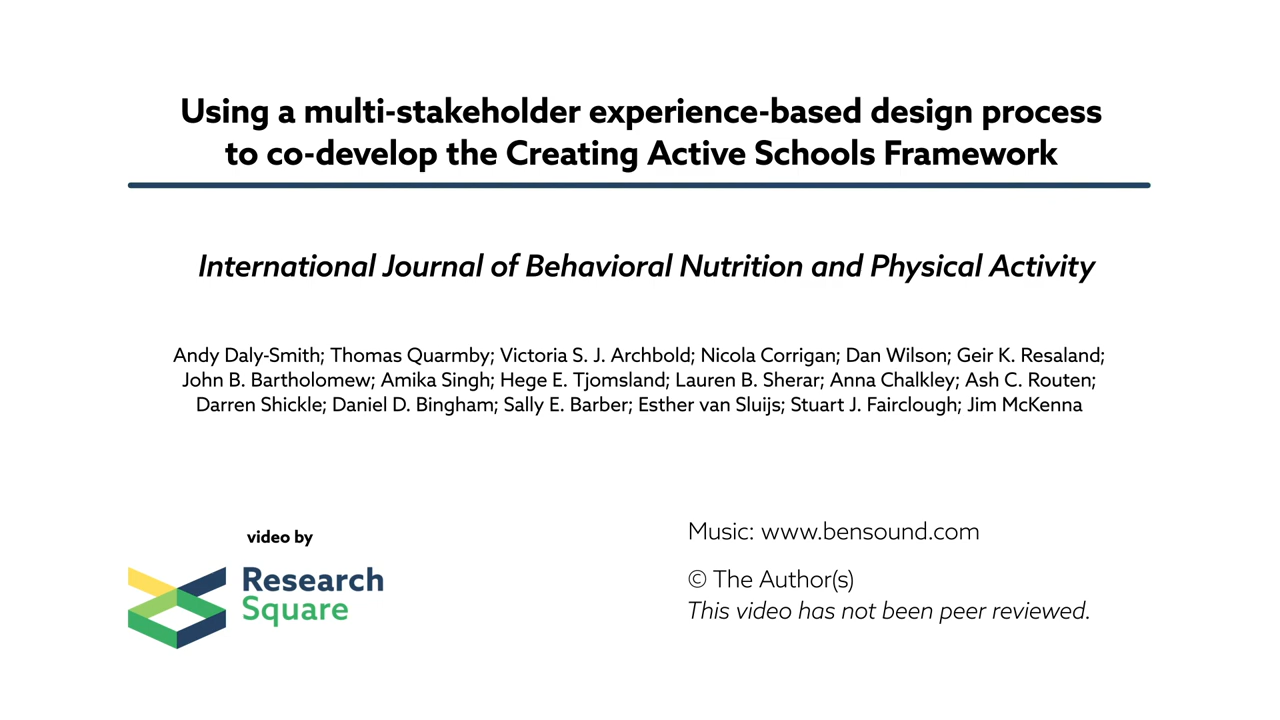 Using a multi-stakeholder experience-based design process
to co-develop the Creating Active Schools Framework
International Journal of Behavioral Nutrition and Physical Activity
Andy Daly-Smith; Thomas Quarmby; Victoria S. J. Archbold; Nicola Corrigan; Dan Wilson; Geir K. Resaland;
John B. Bartholomew; Amika Singh; Hege E. Tjomsland; Lauren B. Sherar; Anna Chalkley; Ash C. Routen;
Darren Shickle; Daniel D. Bingham; Sally E. Barber; Esther van Sluijs; Stuart J. Fairclough; Jim McKenna
video by
Research
Square
Music: www.bensound.com
© The Author(s)
This video has not been peer reviewed.